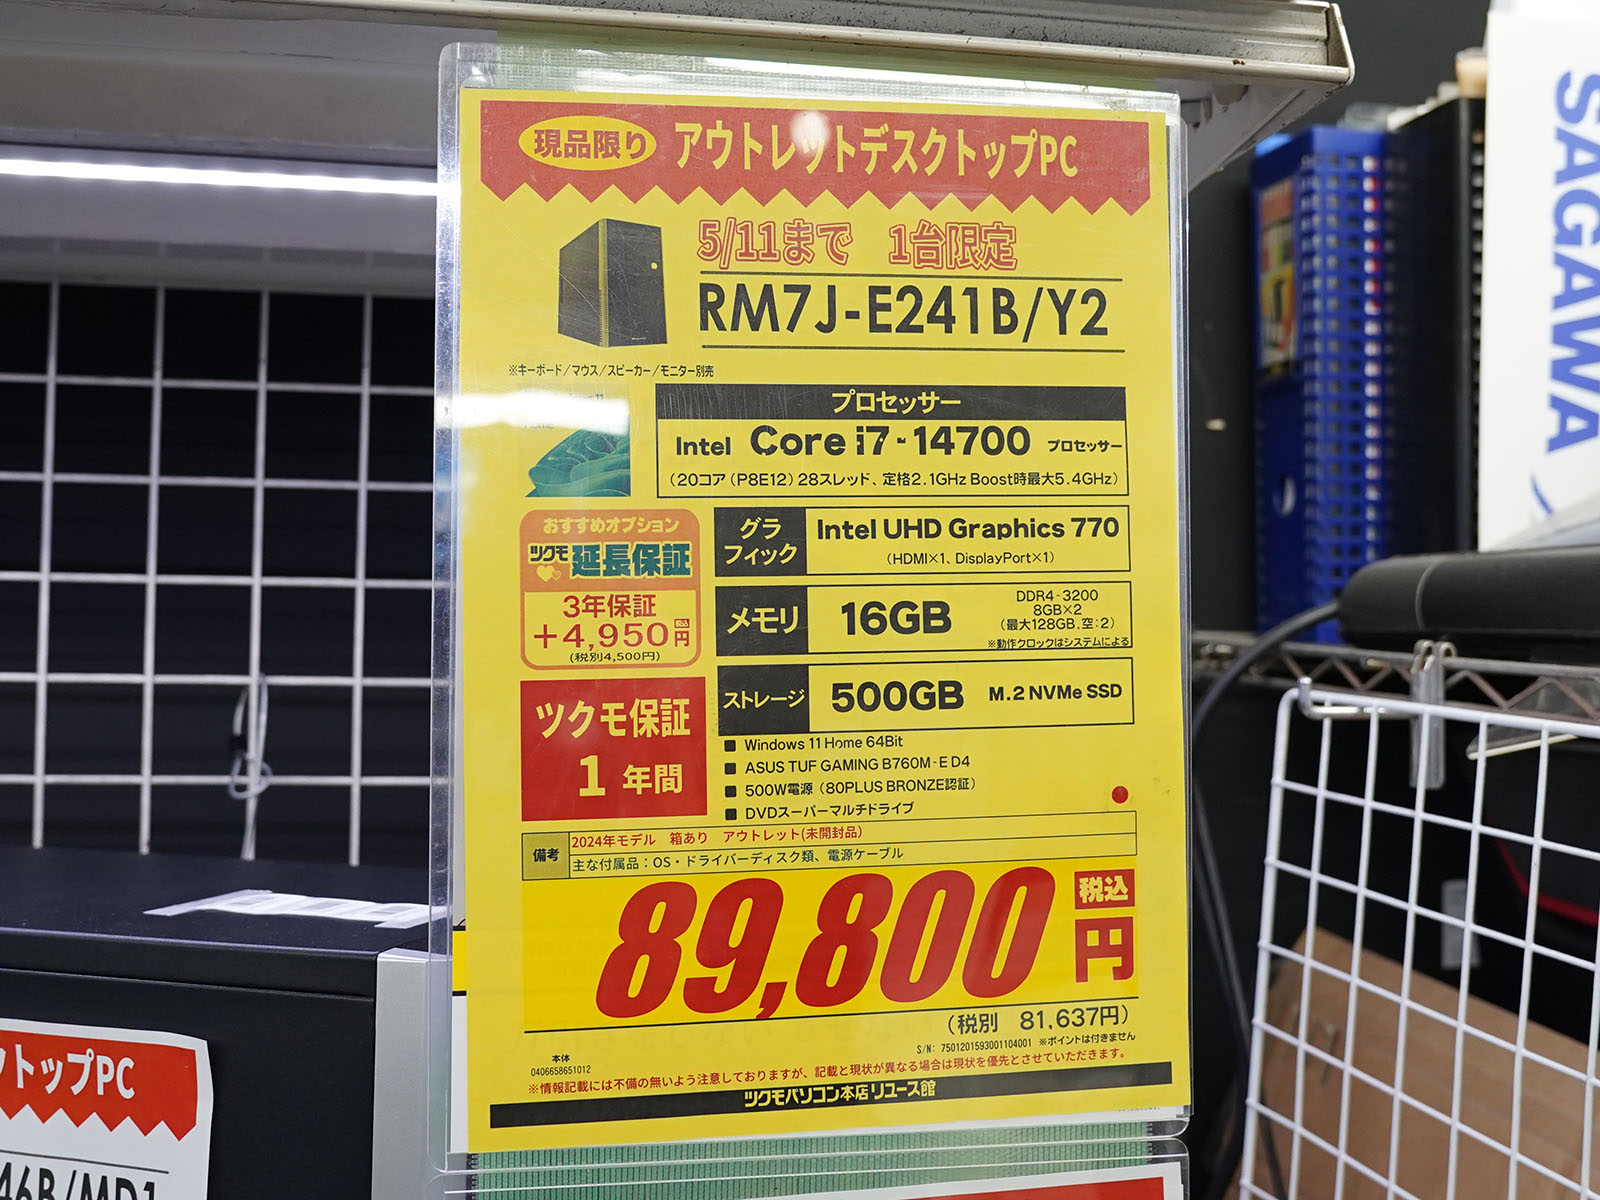 現品限り アウトレットデスクトップPC
5/11まで 1台限定
RM7J-E241B/Y2
※キーボード/マウス/スピーカー/モニター別売
プロセッサー
Intel Core i7-14700 プロセッサー
(20コア (P8E12) 28スレッド、定格2.1GHz Boost時最大5.4GHz)
おすすめオプション
ツクモ 延長保証
3年保証
+4,950円 税込
(税別4,500円)
グラフィック
Intel UHD Graphics 770
(HDMI×1、DisplayPort×1)
メモリ 16GB
DDR4-3200
8GB×2
(最大128GB、空:2)
※動作クロックはシステムによる
ストレージ 500GB M.2 NVMe SSD
ツクモ保証
1年間
■ Windows 11 Home 64Bit
■ ASUS TUF GAMING B760M-E D4
■ 500W電源 (80PLUS BRONZE認証)
■ DVDスーパーマルチドライブ
備考
2024年モデル 箱あり アウトレット(未開封品)
主な付属品:OS・ドライバーディスク類、電源ケーブル
89,800円 税込
(税別 81,637円)
S/N: 7501201593001104001 ※ポイントは付きません
本体
0406658651012
※情報記載には不備の無いよう注意しておりますが、記載と現状が異なる場合は現状を優先とさせていただきます。
ツクモパソコン本店 リユース館
SAGAWA
トップPC
46B/MD1